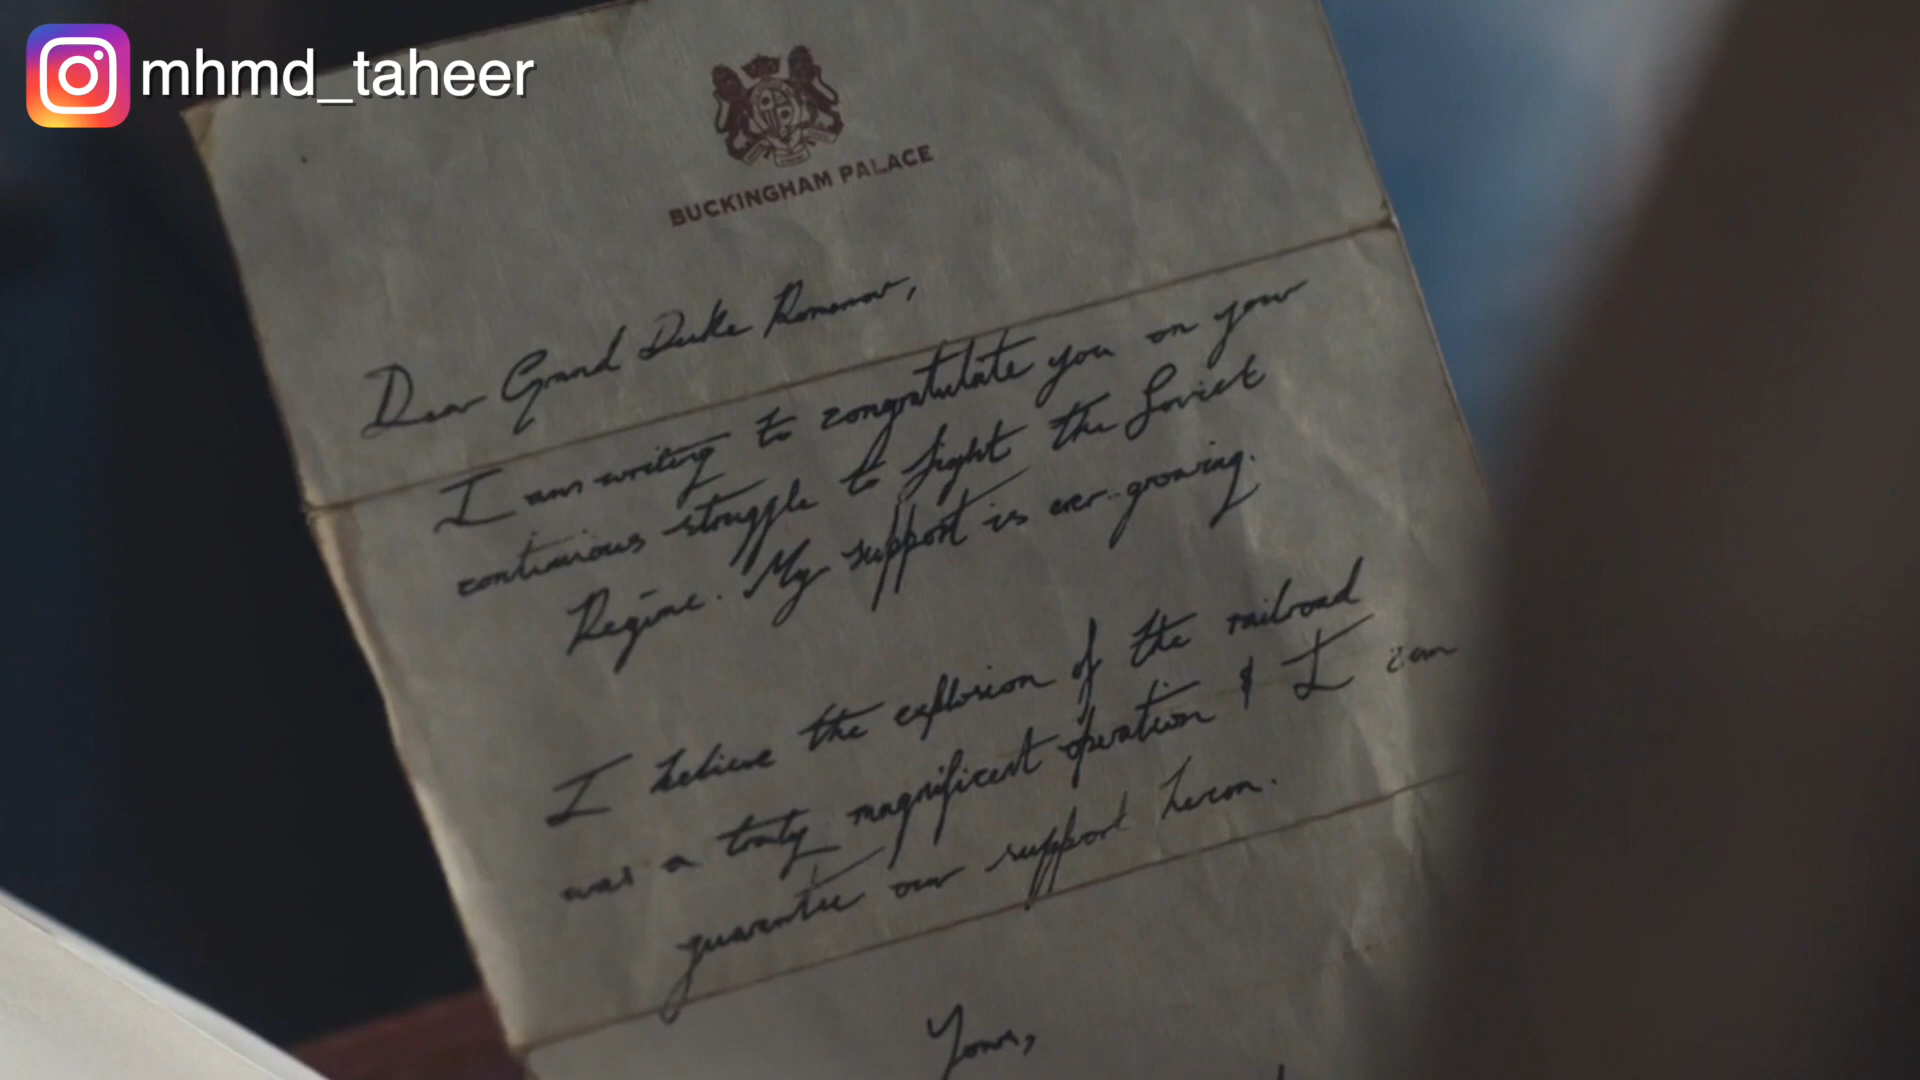 mhmd_taheer
BUCKINGHAM PALACE
Dear Grand Duke Romanov,
I am writing to congratulate you on your
continuous struggle to fight the Soviet
Regime. My support is ever-growing.
I believe the explosion of the railroad
was a truly magnificent operation & I can
guarantee our support hereon.
Yours,